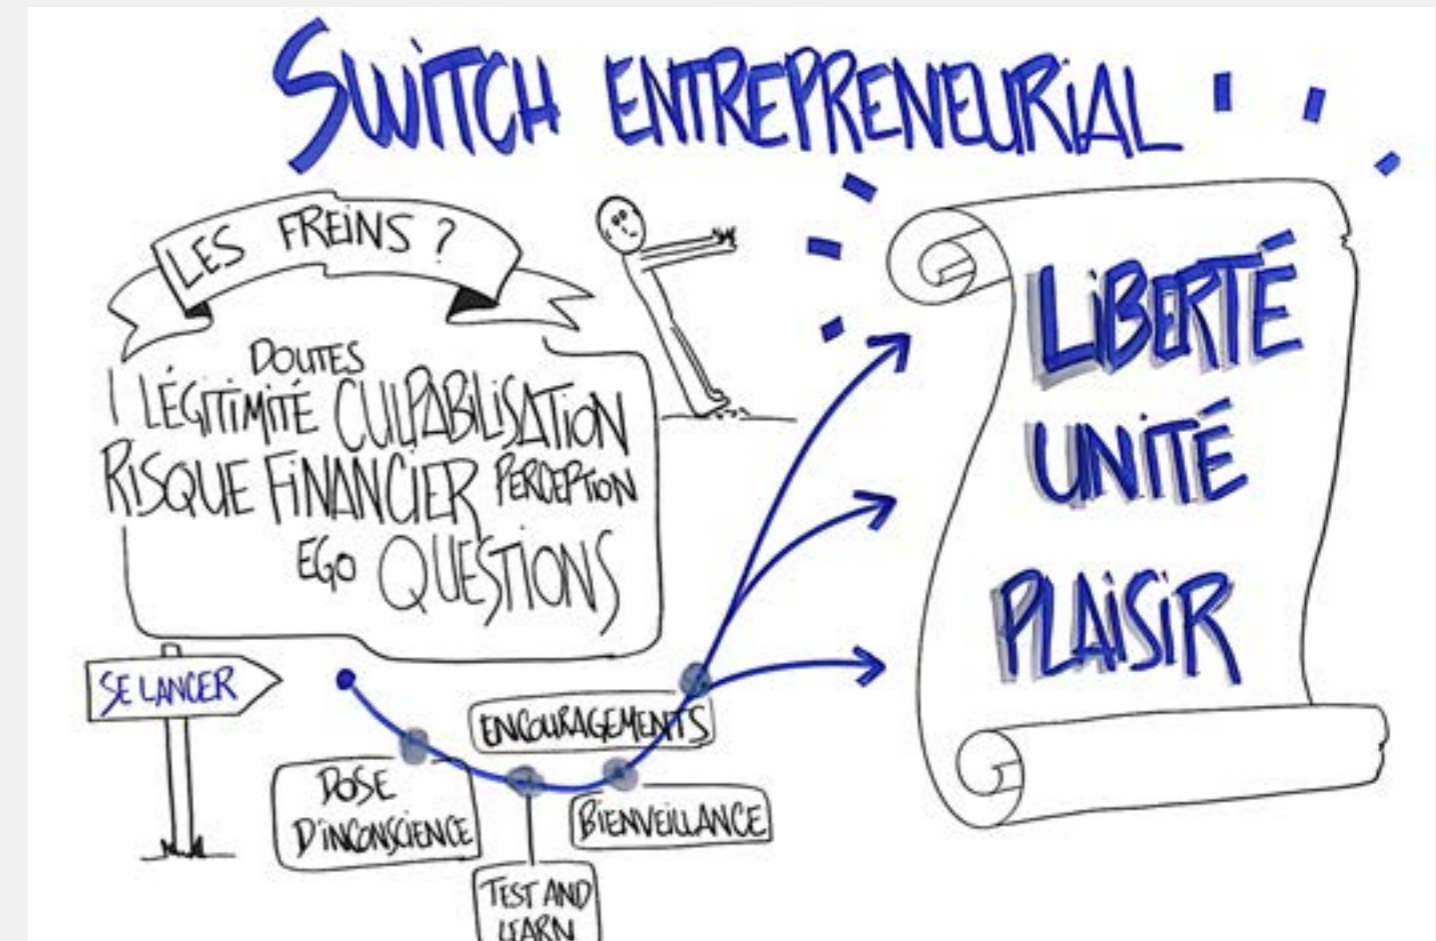 SWITCH ENTREPRENEURIAL
LES FREINS ?
DOUTES
LÉGITIMITÉ CULPABILISATION
RISQUE FINANCIER PERCEPTION
EGO QUESTIONS
SE LANCER
DOSE
D'INCONSCIENCE
TEST AND
LEARN
BIENVEILLANCE
ENCOURAGEMENTS
LIBERTÉ
UNITÉ
PLAISIR